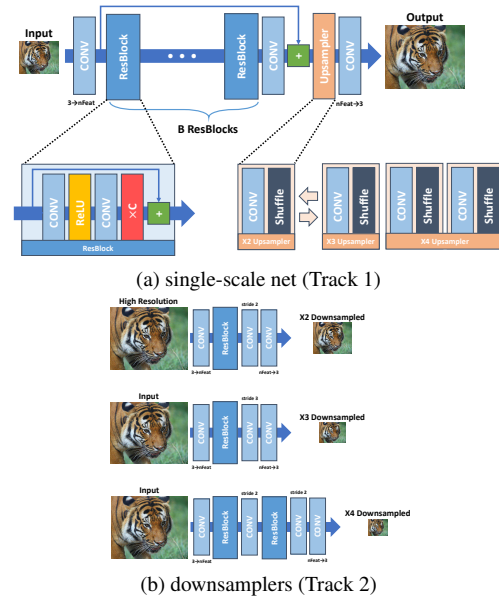 Input
Output
CONV
ResBlock
ResBlock
CONV
+
Upsampler
CONV
3→nFeat
nFeat→3
B ResBlocks
CONV
ReLU
CONV
×C
+
ResBlock
CONV
Shuffle
X2 Upsampler
CONV
Shuffle
X3 Upsampler
CONV
Shuffle
CONV
Shuffle
X4 Upsampler
(a) single-scale net (Track 1)
High Resolution
CONV
ResBlock
stride 2
CONV
CONV
3→nFeat
nFeat→3
X2 Downsampled
Input
CONV
ResBlock
stride 3
CONV
CONV
3→nFeat
nFeat→3
X3 Downsampled
Input
CONV
ResBlock
stride 2
CONV
ResBlock
stride 2
CONV
CONV
3→nFeat
nFeat→3
X4 Downsampled
(b) downsamplers (Track 2)